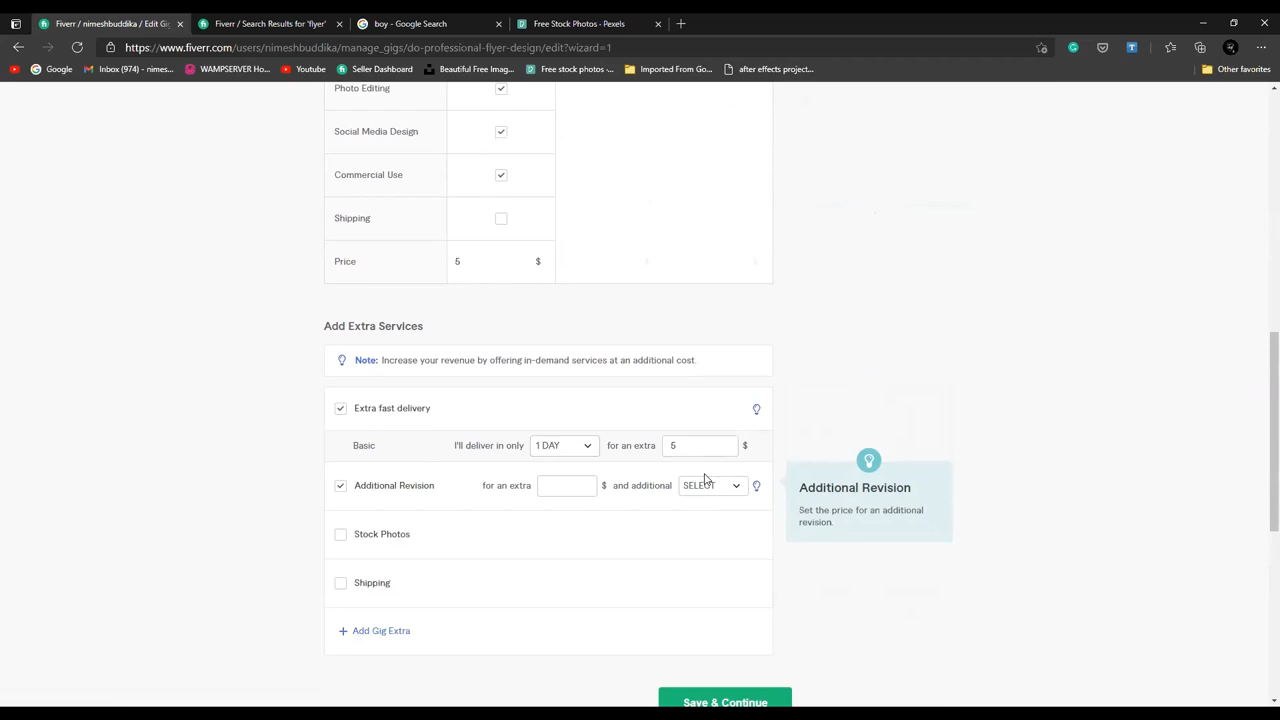 Fiverr / nimeshbuddika / Edit Gi
Fiverr / Search Results for 'flyer'
boy - Google Search
Free Stock Photos - Pexels
https://www.fiverr.com/users/nimeshbuddika/manage_gigs/do-professional-flyer-design/edit?wizard=1
Google
Inbox (974) - nimes...
WAMPSERVER Ho...
Youtube
Seller Dashboard
Beautiful Free Imag...
Free stock photos -...
Imported From Go...
after effects project...
Other favorites
Photo Editing
Social Media Design
Commercial Use
Shipping
Price 5 $
Add Extra Services
Note: Increase your revenue by offering in-demand services at an additional cost.
Extra fast delivery
Basic I'll deliver in only 1 DAY for an extra 5 $
Additional Revision for an extra $ and additional SELECT
Additional Revision
Set the price for an additional
revision.
Stock Photos
Shipping
+ Add Gig Extra
Save & Continue